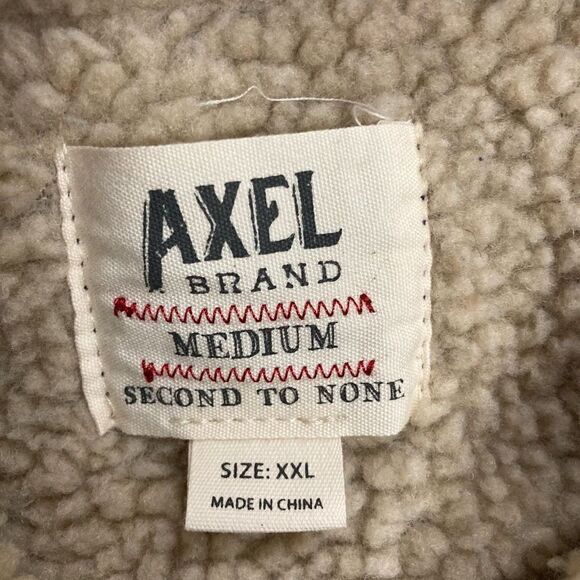 AXEL
BRAND
MEDIUM
SECOND TO NONE
SIZE: XXL
MADE IN CHINA